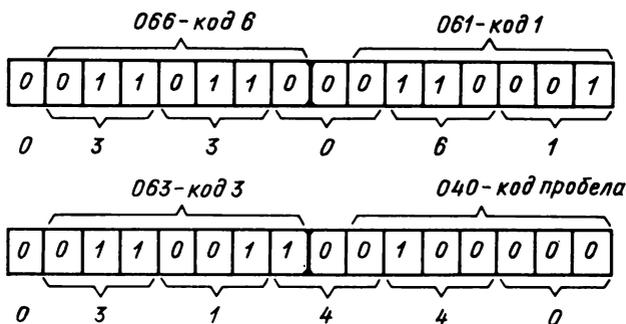 066-код 6 061-код 1
0 0 1 1 0 1 1 0 0 0 1 1 0 0 0 1
0 3 3 0 6 1
063-код 3 040-код пробела
0 0 1 1 0 0 1 1 0 0 1 0 0 0 0 0
0 3 1 4 4 0